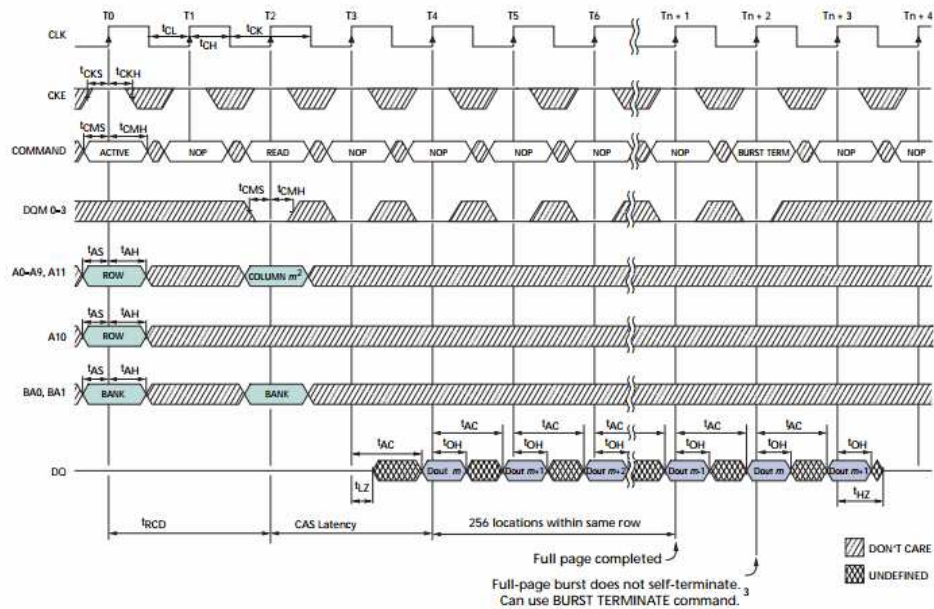 T0 T1 T2 T3 T4 T5 T6 Tn + 1 Tn + 2 Tn + 3 Tn + 4
CLK
tCL tCH tCK
tCKS tCKH
CKE
tCMS tCMH
COMMAND ACTIVE NOP READ NOP NOP NOP NOP NOP BURST TERM NOP NOP
tCMS tCMH
DQM 0-3
tAS tAH
A0-A9, A11 ROW COLUMN m2
tAS tAH
A10 ROW
tAS tAH
BA0, BA1 BANK BANK
tAC tAC tAC tAC tAC tAC
tOH tOH tOH tOH tOH tOH
DQ Dout m Dout m+1 Dout m+2 Dout m-1 Dout m Dout m+1
tLZ tHZ
tRCD CAS Latency 256 locations within same row
Full page completed
DON'T CARE
UNDEFINED
Full-page burst does not self-terminate. 3
Can use BURST TERMINATE command.